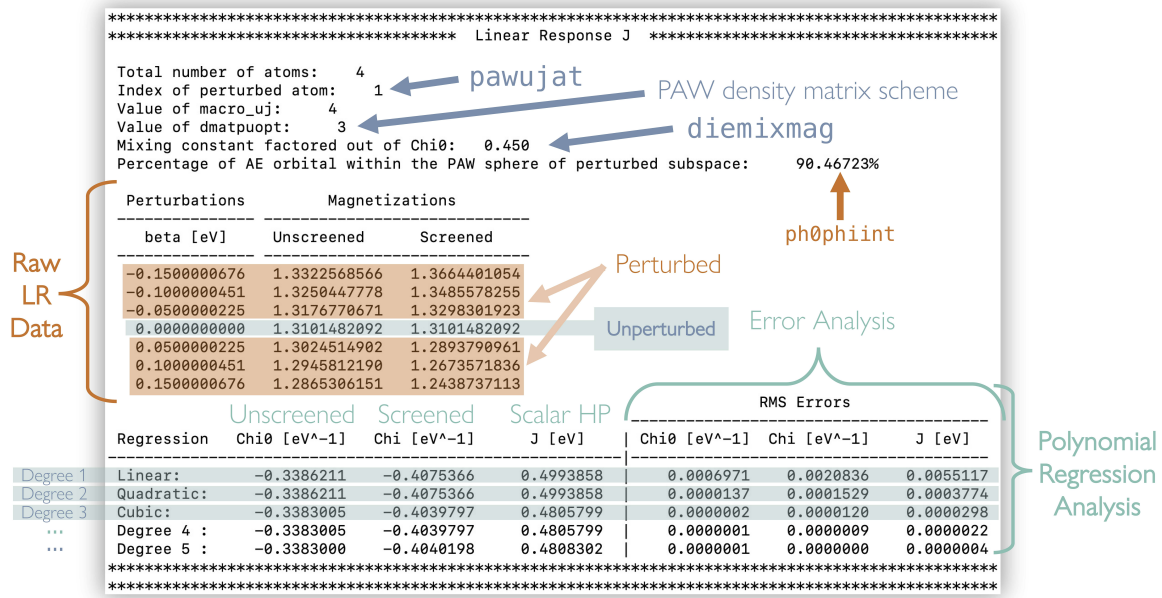 ******************************************************************************************
*********************************** Linear Response J ***********************************
Total number of atoms: 4
Index of perturbed atom: 1
pawujat
Value of macro_uj: 4
PAW density matrix scheme
Value of dmatpuopt: 3
diemixmag
Mixing constant factored out of Chi0: 0.450
Percentage of AE orbital within the PAW sphere of perturbed subspace: 90.46723%
ph0phiint
Raw
LR
Data
Perturbations Magnetizations
--------------- -----------------------------
beta [eV] Unscreened Screened
--------------- -----------------------------
-0.1500000676 1.3322568566 1.3664401054
-0.1000000451 1.3250447778 1.3485578255
-0.0500000225 1.3176770671 1.3298301923
0.0000000000 1.3101482092 1.3101482092
0.0500000225 1.3024514902 1.2893790961
0.1000000451 1.2945812190 1.2673571836
0.1500000676 1.2865306151 1.2438737113
Perturbed
Unperturbed
Error Analysis
Unscreened Screened Scalar HP
RMS Errors
---------------------------------------
Regression Chi0 [eV^-1] Chi [eV^-1] J [eV] | Chi0 [eV^-1] Chi [eV^-1] J [eV]
--------------------------------------------------------|---------------------------------------
Degree 1 Linear: -0.3386211 -0.4075366 0.4993858 | 0.0006971 0.0020836 0.0055117
Degree 2 Quadratic: -0.3386211 -0.4075366 0.4993858 | 0.0000137 0.0001529 0.0003774
Degree 3 Cubic: -0.3383005 -0.4039797 0.4805799 | 0.0000002 0.0000120 0.0000298
... Degree 4 : -0.3383005 -0.4039797 0.4805799 | 0.0000001 0.0000009 0.0000022
... Degree 5 : -0.3383000 -0.4040198 0.4808302 | 0.0000001 0.0000000 0.0000004
Polynomial
Regression
Analysis
******************************************************************************************
******************************************************************************************